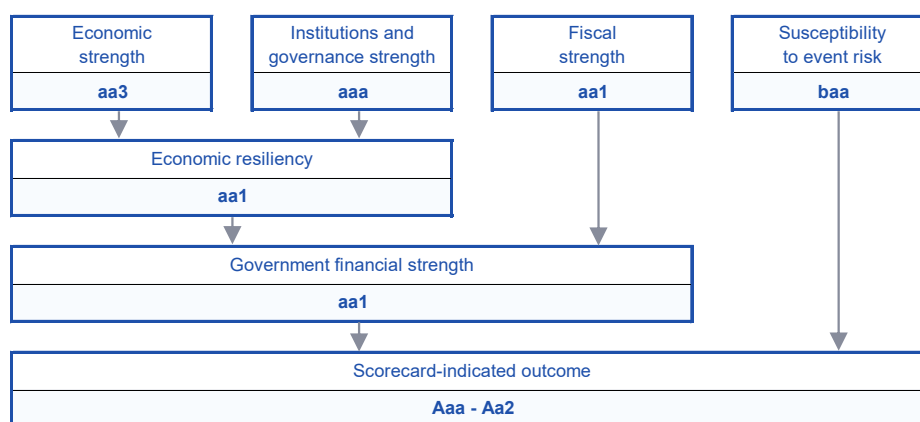 Economic
strength
aa3
Institutions and
governance strength
aaa
Fiscal
strength
aa1
Susceptibility
to event risk
baa
Economic resiliency
aa1
Government financial strength
aa1
Scorecard-indicated outcome
Aaa - Aa2